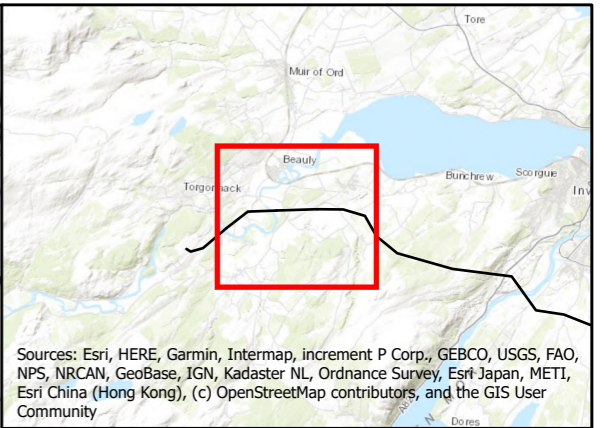 Tore
Muir of Ord
Beauly
Bunchrew
Scorguie
Torgormack
Inv
Sources: Esri, HERE, Garmin, Intermap, increment P Corp., GEBCO, USGS, FAO,
NPS, NRCAN, GeoBase, IGN, Kadaster NL, Ordnance Survey, Esri Japan, METI,
Esri China (Hong Kong), (c) OpenStreetMap contributors, and the GIS User
Community
Dores